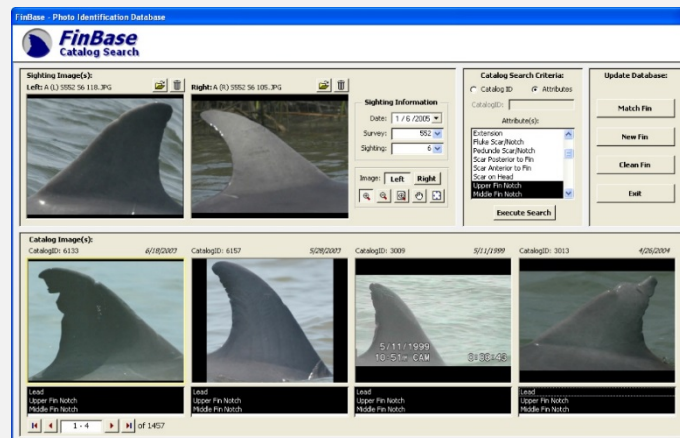 FinBase - Photo Identification Database
FinBase
Catalog Search
Sighting Image(s):
Left: A (L) 5552 S6 118.JPG
Right: A (R) 5552 S6 105.JPG
Sighting Information
Date: 1 / 6 /2005
Survey: 552
Sighting: 6
Image: Left Right
Catalog Search Criteria:
Catalog ID Attributes
CatalogID:
Attribute(s):
Extension
Fluke Scar/Notch
Peduncle Scar/Notch
Scar Posterior to Fin
Scar Anterior to Fin
Scar on Head
Upper Fin Notch
Middle Fin Notch
Execute Search
Update Database:
Match Fin
New Fin
Clean Fin
Exit
Catalog Image(s):
CatalogID: 6133 6/18/2003
CatalogID: 6157 5/28/2003
CatalogID: 3009 5/11/1999
CatalogID: 3013 4/26/2004
5/11/1999
Lead
Upper Fin Notch
Middle Fin Notch
Lead
Upper Fin Notch
Middle Fin Notch
Lead
Upper Fin Notch
Middle Fin Notch
Lead
Upper Fin Notch
Middle Fin Notch
1 - 4 of 1457